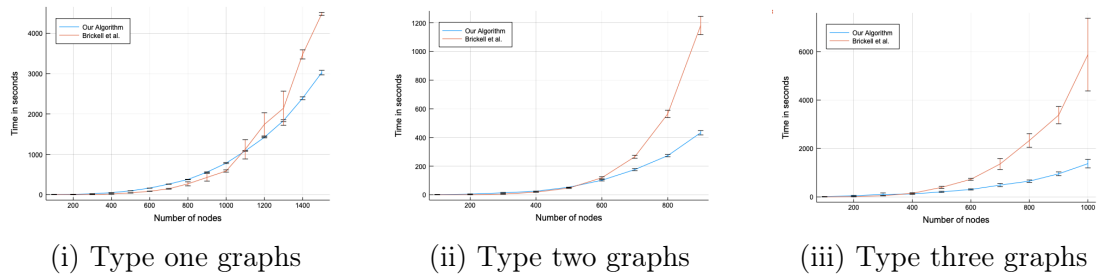 Our Algorithm
Brickell et al.
Time in seconds
4000
3000
2000
1000
0
200 400 600 800 1000 1200 1400
Number of nodes
(i) Type one graphs
Our Algorithm
Brickell et al.
Time in seconds
1200
1000
800
600
400
200
0
200 400 600 800
Number of nodes
(ii) Type two graphs
Our Algorithm
Brickell et al.
Time in seconds
6000
4000
2000
0
200 400 600 800 1000
Number of nodes
(iii) Type three graphs